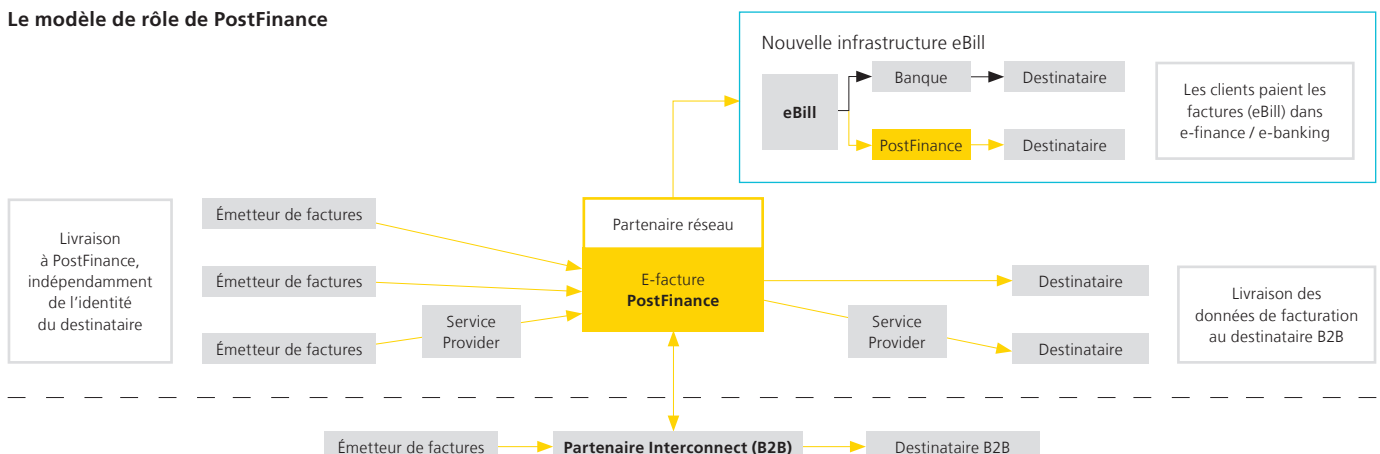 Le modèle de rôle de PostFinance
Nouvelle infrastructure eBill
eBill
Banque
Destinataire
PostFinance
Destinataire
Les clients paient les
factures (eBill) dans
e-finance / e-banking
Livraison
à PostFinance,
indépendamment
de l’identité
du destinataire
Émetteur de factures
Émetteur de factures
Émetteur de factures
Service
Provider
Partenaire réseau
E-facture
PostFinance
Service
Provider
Destinataire
Destinataire
Livraison des
données de facturation
au destinataire B2B
Émetteur de factures
Partenaire Interconnect (B2B)
Destinataire B2B